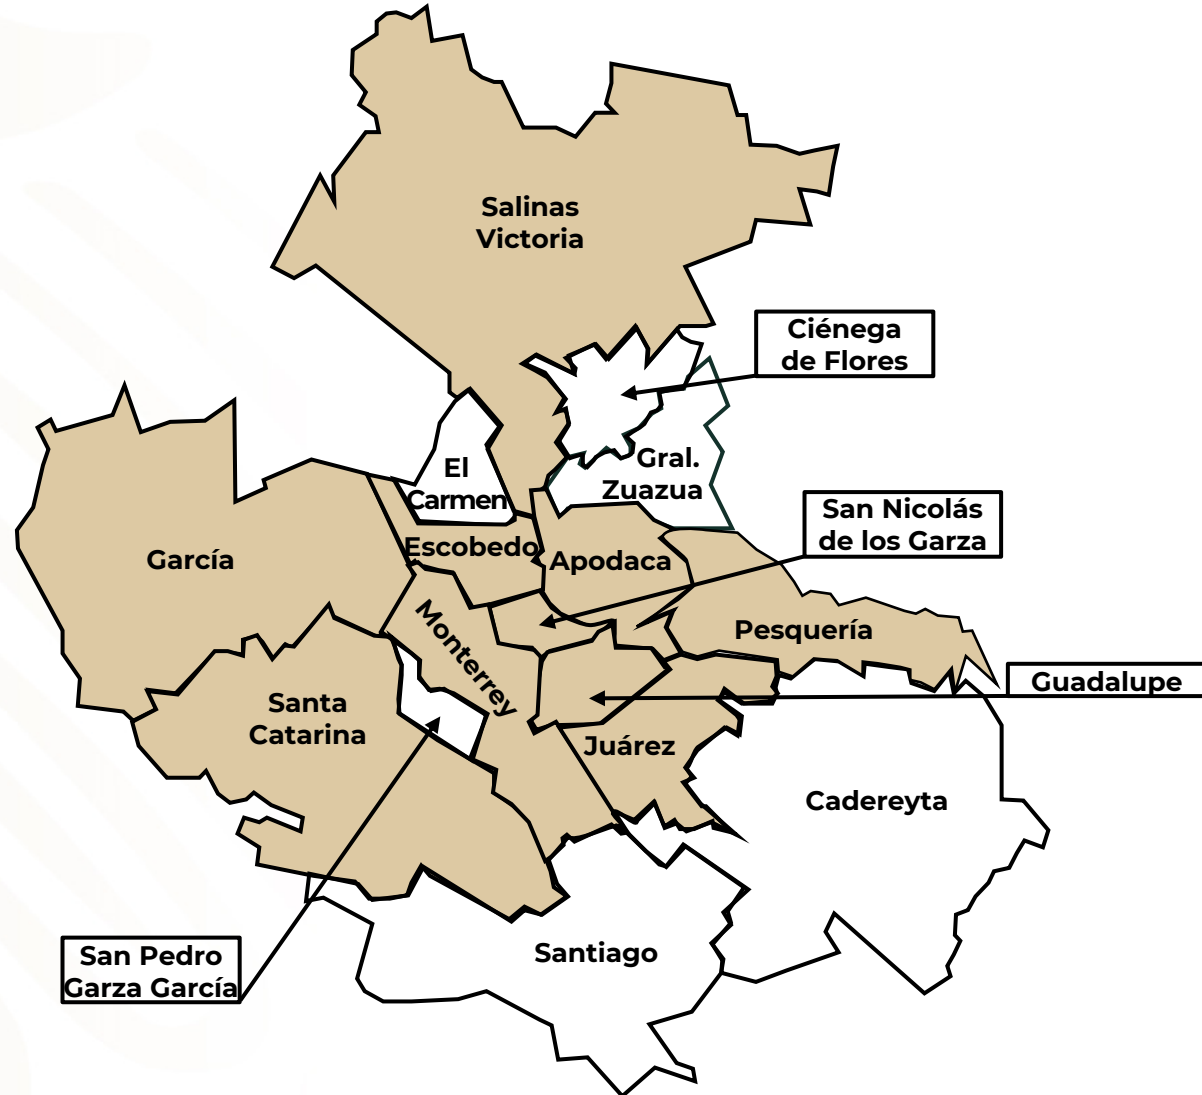 Salinas
Victoria
Ciénega
de Flores
El
Carmen
Gral.
Zuazua
San Nicolás
de los Garza
Escobedo
Apodaca
García
Monterrey
Pesquería
Guadalupe
Santa
Catarina
Juárez
Cadereyta
San Pedro
Garza García
Santiago